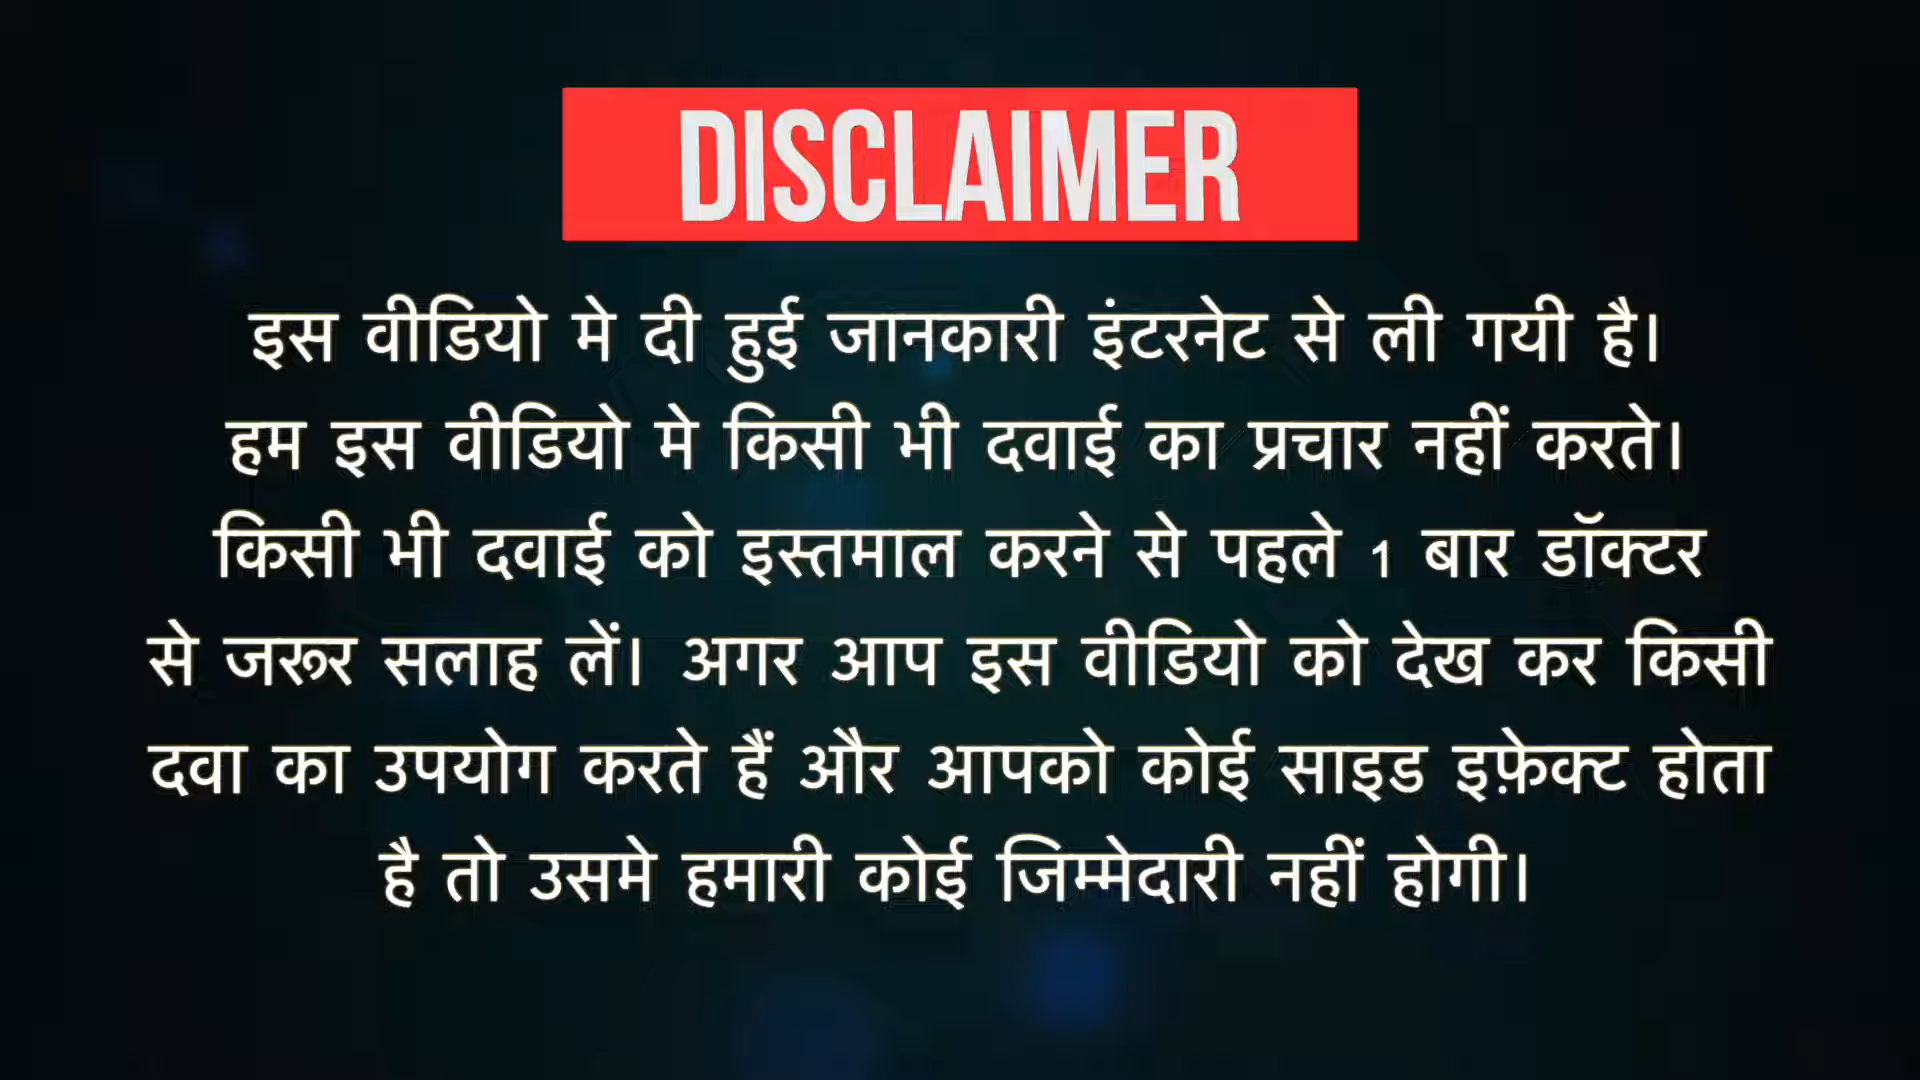 DISCLAIMER
इस वीडियो मे दी हुई जानकारी इंटरनेट से ली गयी है।
हम इस वीडियो मे किसी भी दवाई का प्रचार नहीं करते।
किसी भी दवाई को इस्तमाल करने से पहले 1 बार डॉक्टर
से जरूर सलाह लें। अगर आप इस वीडियो को देख कर किसी
दवा का उपयोग करते हैं और आपको कोई साइड इफ़ेक्ट होता
है तो उसमे हमारी कोई जिम्मेदारी नहीं होगी।